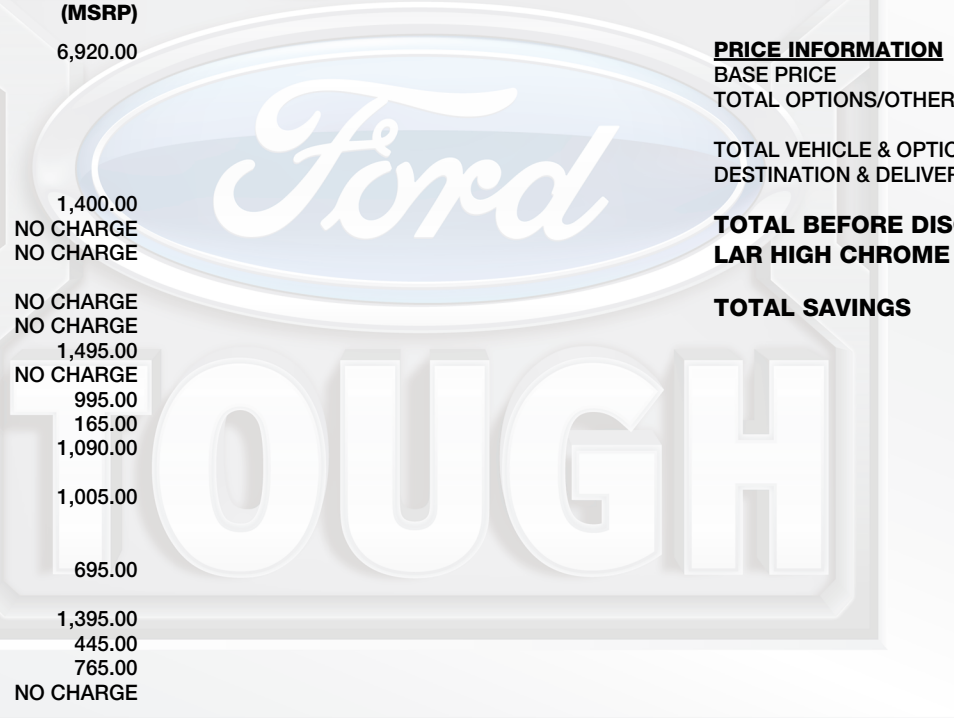 (MSRP)
6,920.00
1,400.00
NO CHARGE
NO CHARGE
NO CHARGE
NO CHARGE
1,495.00
NO CHARGE
995.00
165.00
1,090.00
1,005.00
695.00
1,395.00
445.00
765.00
NO CHARGE
PRICE INFORMATION
BASE PRICE
TOTAL OPTIONS/OTHER
TOTAL VEHICLE & OPTIO
DESTINATION & DELIVER
TOTAL BEFORE DISC
LAR HIGH CHROME
TOTAL SAVINGS
Ford
TOUGH